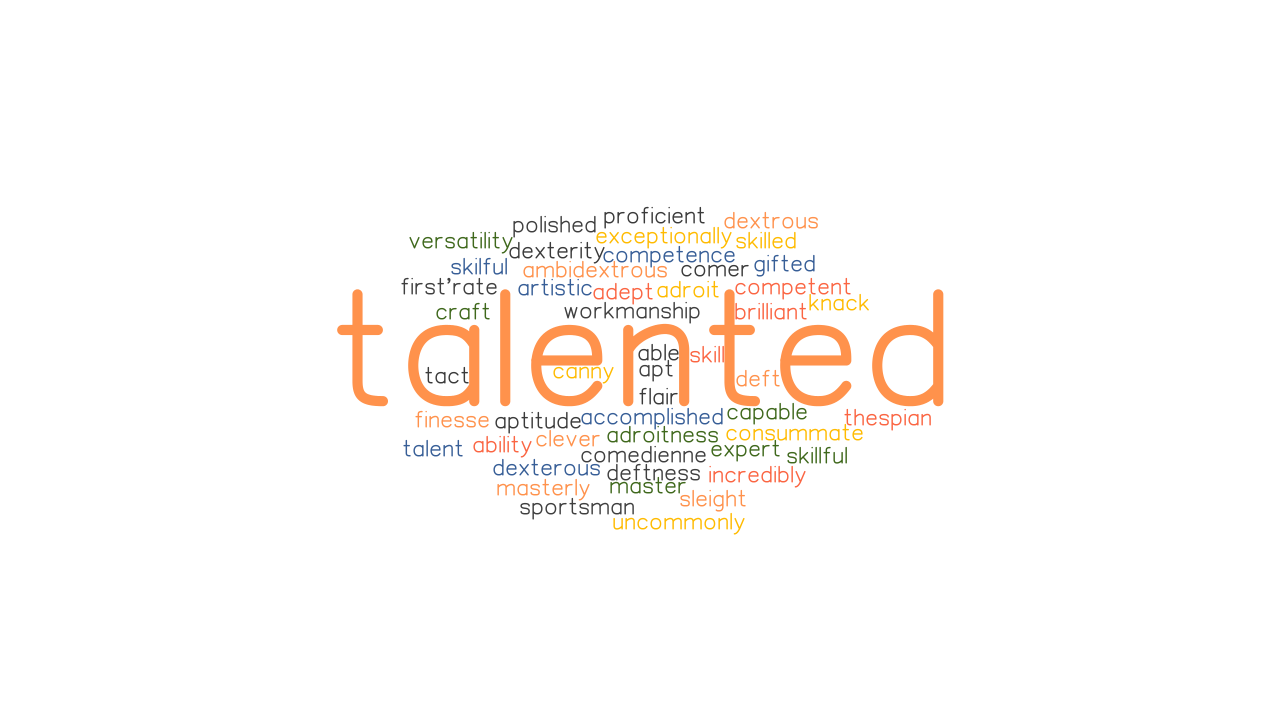 proficient
polished
dextrous
exceptionally
versatility
skilled
dexterity
competence
skilful
ambidextrous
comer
gifted
first'rate
artistic
adept
adroit
competent
knack
craft
workmanship
brilliant
talented
able
skill
apt
tact
canny
deft
flair
finesse
aptitude
accomplished
capable
thespian
talent
ability
clever
adroitness
consummate
comedienne
expert
skillful
dexterous
deftness
incredibly
masterly
master
sleight
sportsman
uncommonly